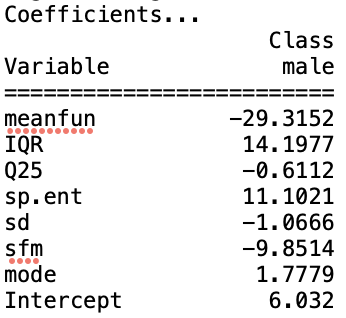 Coefficients...
Class
Variable male
=========================
meanfun -29.3152
IQR 14.1977
Q25 -0.6112
sp.ent 11.1021
sd -1.0666
sfm -9.8514
mode 1.7779
Intercept 6.032